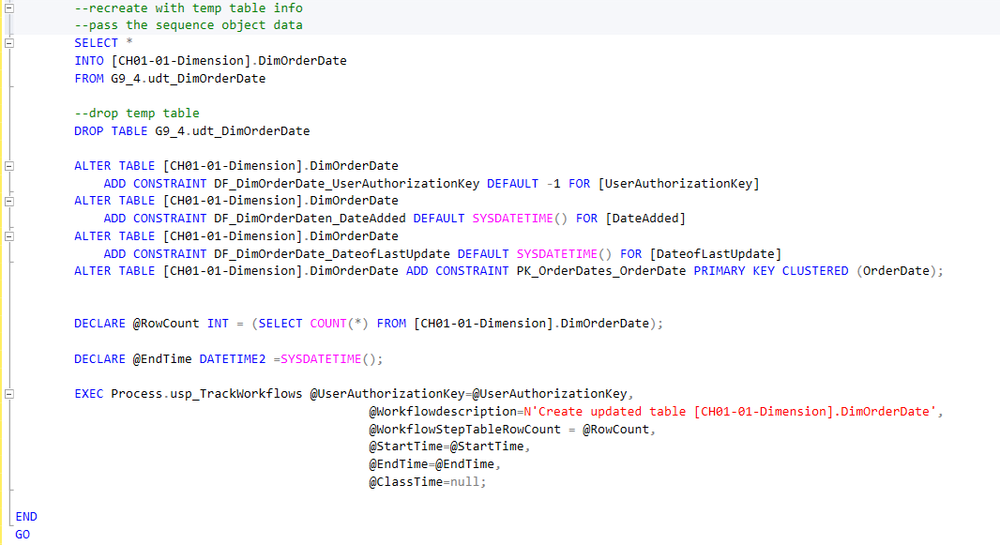 --recreate with temp table info
--pass the sequence object data
SELECT *
INTO [CH01-01-Dimension].DimOrderDate
FROM G9_4.udt_DimOrderDate
--drop temp table
DROP TABLE G9_4.udt_DimOrderDate
ALTER TABLE [CH01-01-Dimension].DimOrderDate
ADD CONSTRAINT DF_DimOrderDate_UserAuthorizationKey DEFAULT -1 FOR [UserAuthorizationKey]
ALTER TABLE [CH01-01-Dimension].DimOrderDate
ADD CONSTRAINT DF_DimOrderDaten_DateAdded DEFAULT SYSDATETIME() FOR [DateAdded]
ALTER TABLE [CH01-01-Dimension].DimOrderDate
ADD CONSTRAINT DF_DimOrderDate_DateofLastUpdate DEFAULT SYSDATETIME() FOR [DateofLastUpdate]
ALTER TABLE [CH01-01-Dimension].DimOrderDate ADD CONSTRAINT PK_OrderDates_OrderDate PRIMARY KEY CLUSTERED (OrderDate);
DECLARE @RowCount INT = (SELECT COUNT(*) FROM [CH01-01-Dimension].DimOrderDate);
DECLARE @EndTime DATETIME2 =SYSDATETIME();
EXEC Process.usp_TrackWorkflows @UserAuthorizationKey=@UserAuthorizationKey,
@Workflowdescription=N'Create updated table [CH01-01-Dimension].DimOrderDate',
@WorkflowStepTableRowCount = @RowCount,
@StartTime=@StartTime,
@EndTime=@EndTime,
@ClassTime=null;
END
GO